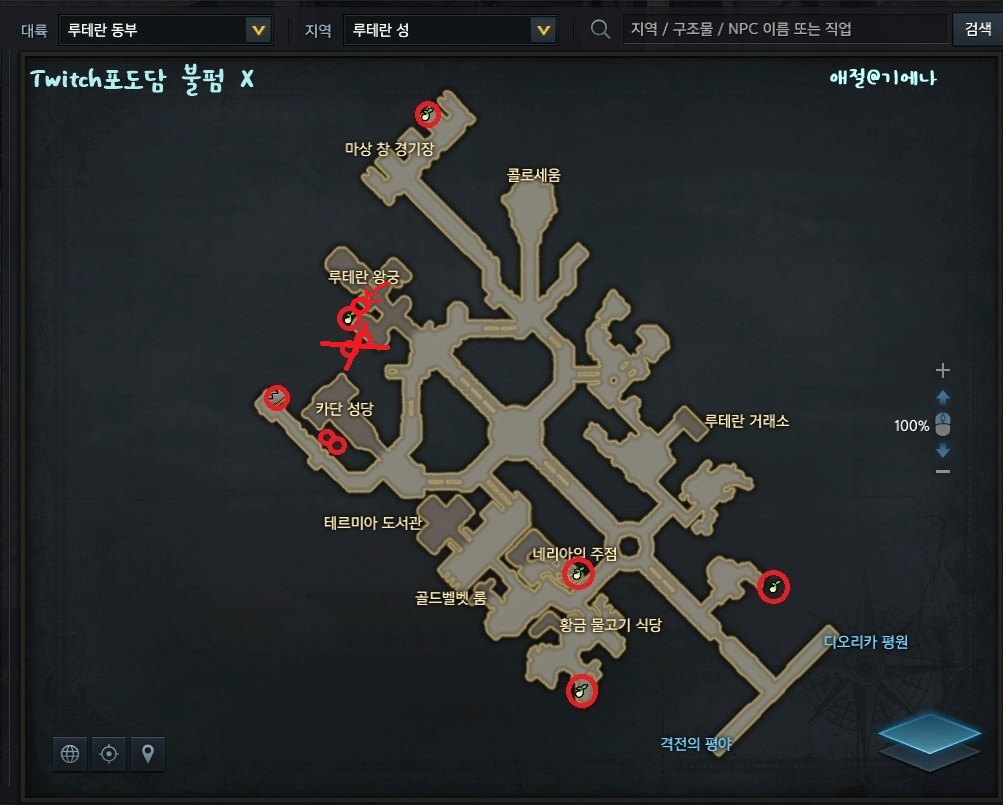 대륙 루테란 동부 지역 루테란 성 지역 / 구조물 / NPC 이름 또는 직업 검색
Twitch포도담 불펌 X 애절@기에나
마상 창 경기장
콜로세움
루테란 왕궁
카단 성당
루테란 거래소
100%
테르미아 도서관
네리아의 주점
골드벨벳 룸
황금 물고기 식당
디오리카 평원
격전의 평야